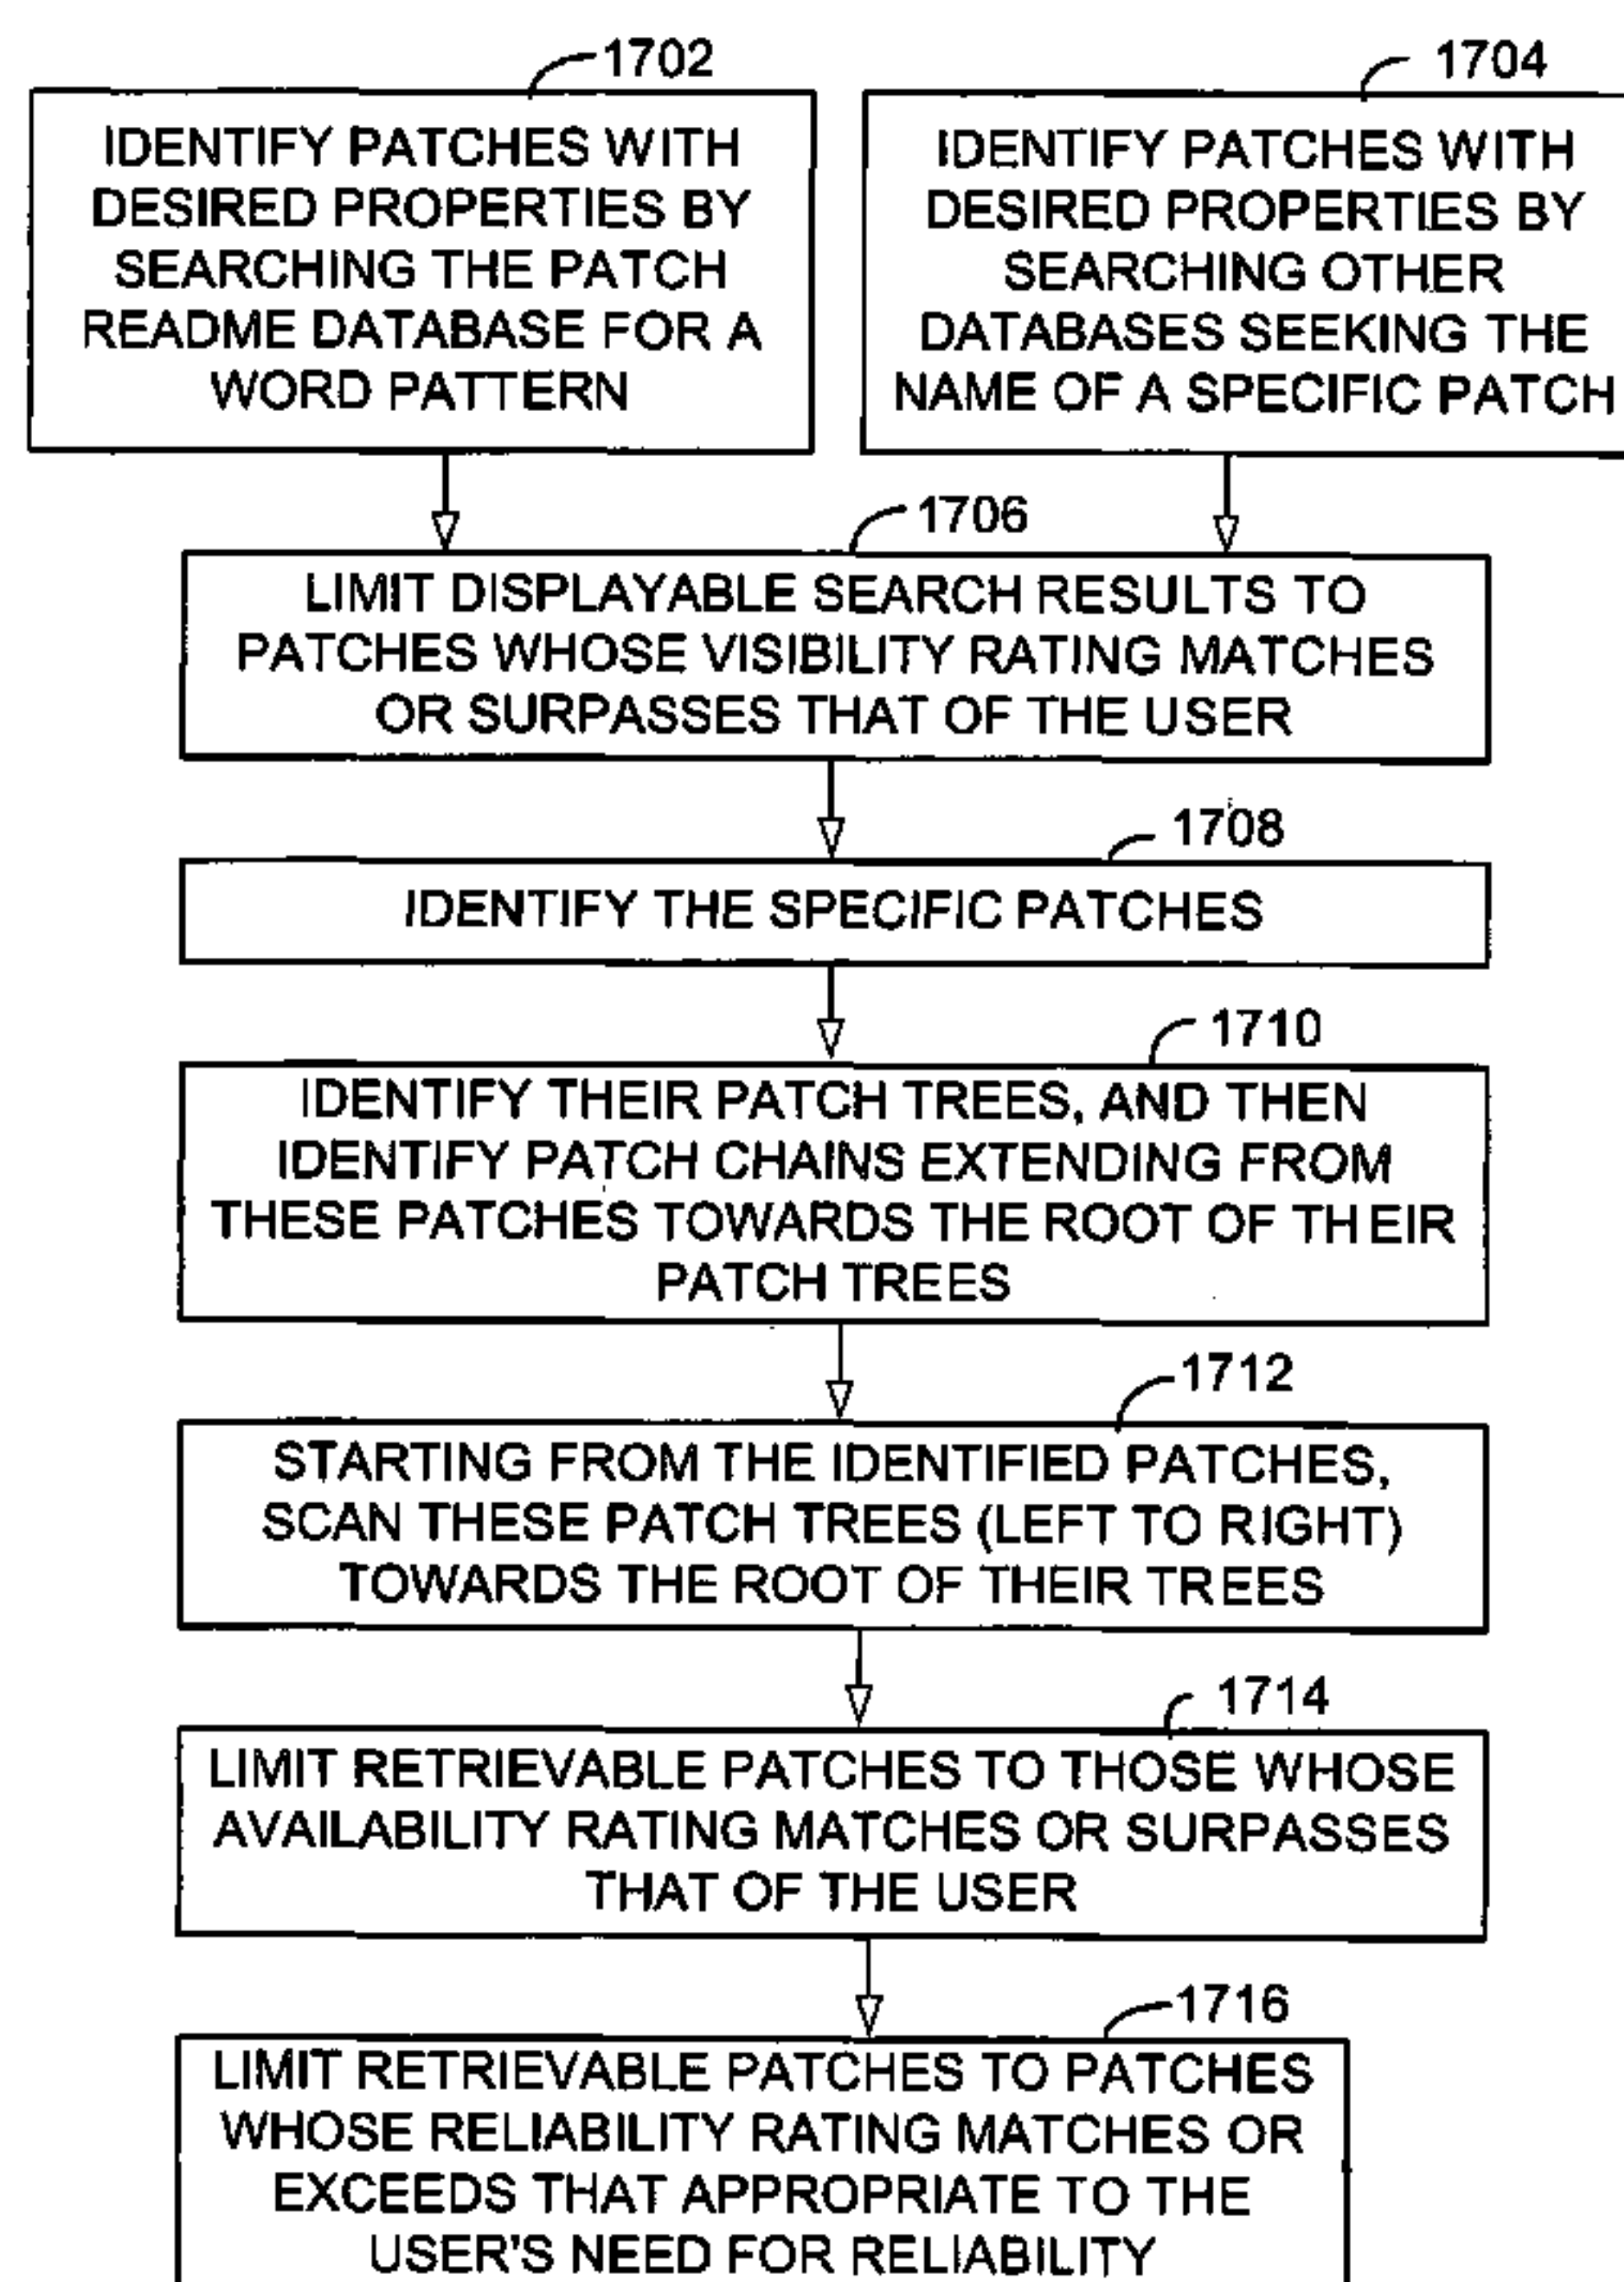 1702
IDENTIFY PATCHES WITH
DESIRED PROPERTIES BY
SEARCHING THE PATCH
README DATABASE FOR A
WORD PATTERN
1704
IDENTIFY PATCHES WITH
DESIRED PROPERTIES BY
SEARCHING OTHER
DATABASES SEEKING THE
NAME OF A SPECIFIC PATCH
1706
LIMIT DISPLAYABLE SEARCH RESULTS TO
PATCHES WHOSE VISIBILITY RATING MATCHES
OR SURPASSES THAT OF THE USER
1708
IDENTIFY THE SPECIFIC PATCHES
1710
IDENTIFY THEIR PATCH TREES, AND THEN
IDENTIFY PATCH CHAINS EXTENDING FROM
THESE PATCHES TOWARDS THE ROOT OF THEIR
PATCH TREES
1712
STARTING FROM THE IDENTIFIED PATCHES,
SCAN THESE PATCH TREES (LEFT TO RIGHT)
TOWARDS THE ROOT OF THEIR TREES
1714
LIMIT RETRIEVABLE PATCHES TO THOSE WHOSE
AVAILABILITY RATING MATCHES OR SURPASSES
THAT OF THE USER
1716
LIMIT RETRIEVABLE PATCHES TO PATCHES
WHOSE RELIABILITY RATING MATCHES OR
EXCEEDS THAT APPROPRIATE TO THE
USER'S NEED FOR RELIABILITY